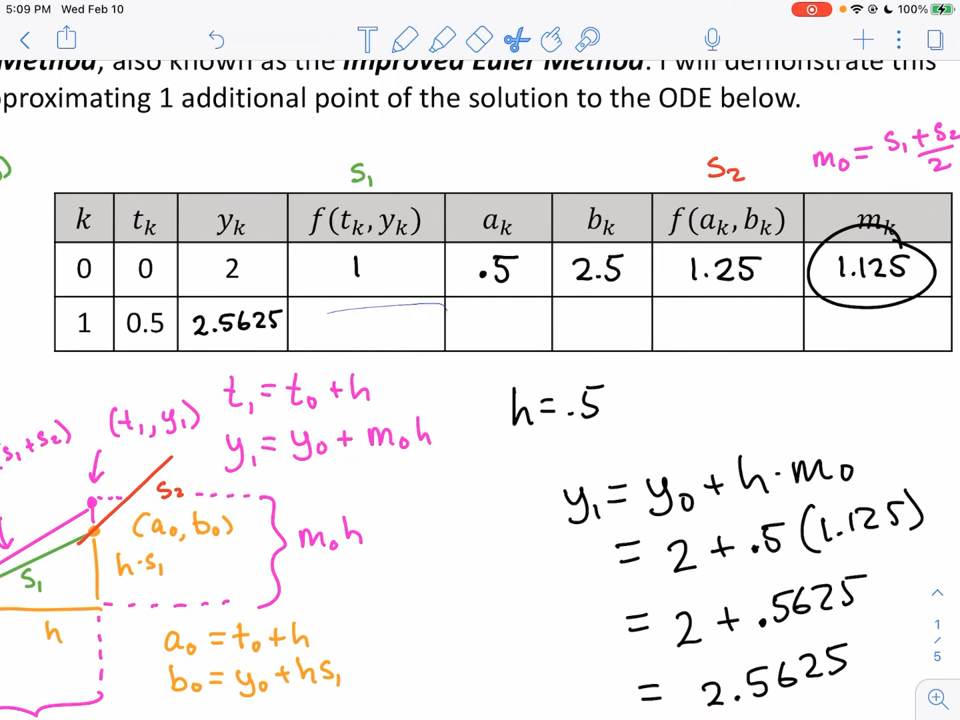 5:09 PM Wed Feb 10
100%
Method, also known as the Improved Euler Method. I will demonstrate this
pproximating 1 additional point of the solution to the ODE below.
m₀ = s₁ + s₂ / 2
s₁ s₂
k tₖ yₖ f(tₖ, yₖ) aₖ bₖ f(aₖ, bₖ) mₖ
0 0 2 1 .5 2.5 1.25 1.125
1 0.5 2.5625
t₁ = t₀ + h
y₁ = y₀ + m₀h
h = .5
(t₁, y₁)
s₁ + s₂)
s₂
(a₀, b₀)
m₀h
h · s₁
s₁
h
a₀ = t₀ + h
b₀ = y₀ + hs₁
y₁ = y₀ + h · m₀
= 2 + .5 (1.125)
= 2 + .5625
= 2.5625
1
/
5